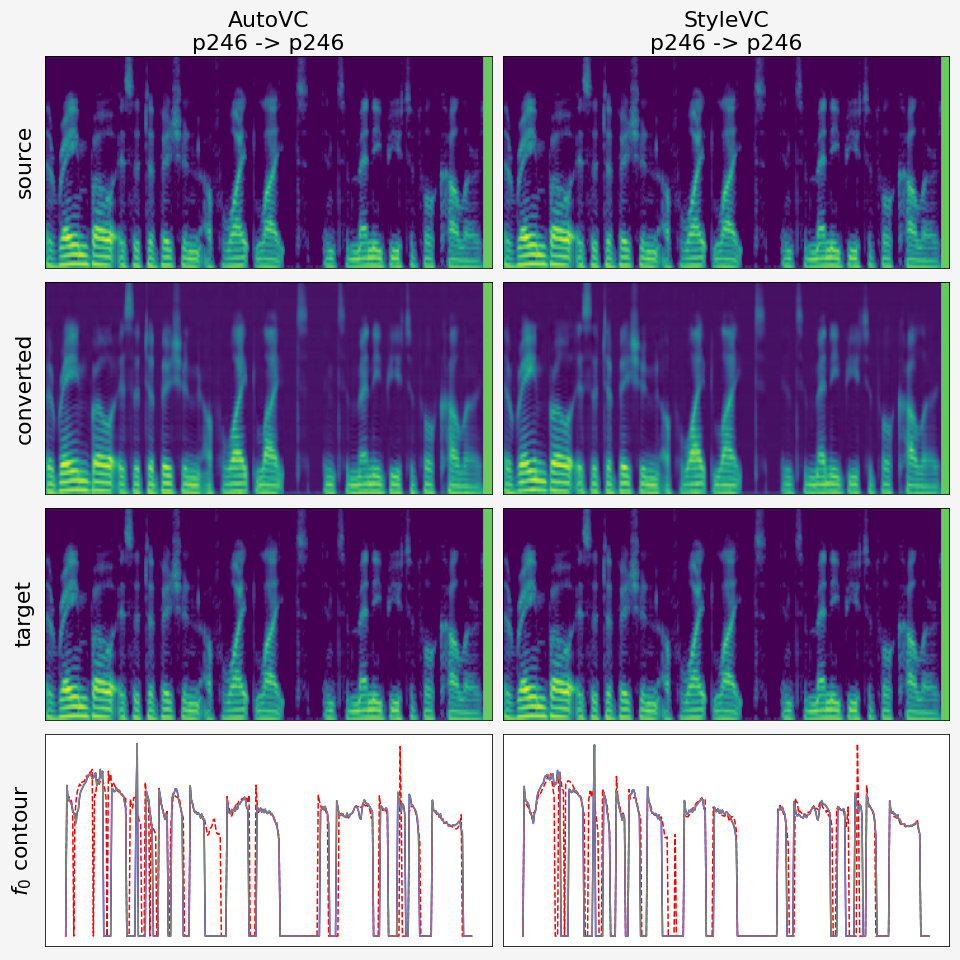 AutoVC
p246 -> p246
StyleVC
p246 -> p246
source
converted
target
f₀ contour